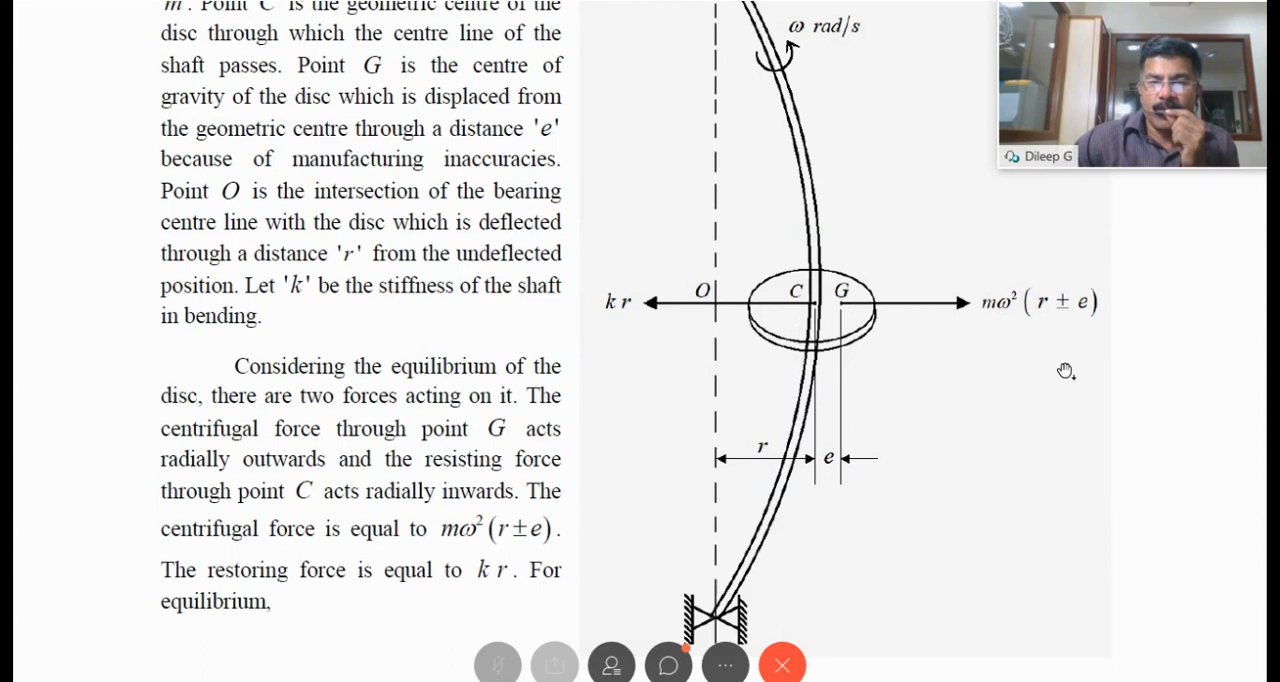 m. Point C is the geometric centre of the
disc through which the centre line of the
shaft passes. Point G is the centre of
gravity of the disc which is displaced from
the geometric centre through a distance 'e'
because of manufacturing inaccuracies.
Point O is the intersection of the bearing
centre line with the disc which is deflected
through a distance 'r' from the undeflected
position. Let 'k' be the stiffness of the shaft
in bending.
Considering the equilibrium of the
disc, there are two forces acting on it. The
centrifugal force through point G acts
radially outwards and the resisting force
through point C acts radially inwards. The
centrifugal force is equal to mω²(r±e).
The restoring force is equal to k r. For
equilibrium,
ω rad/s
k r O C G mω² ( r ± e )
r e
Dileep G